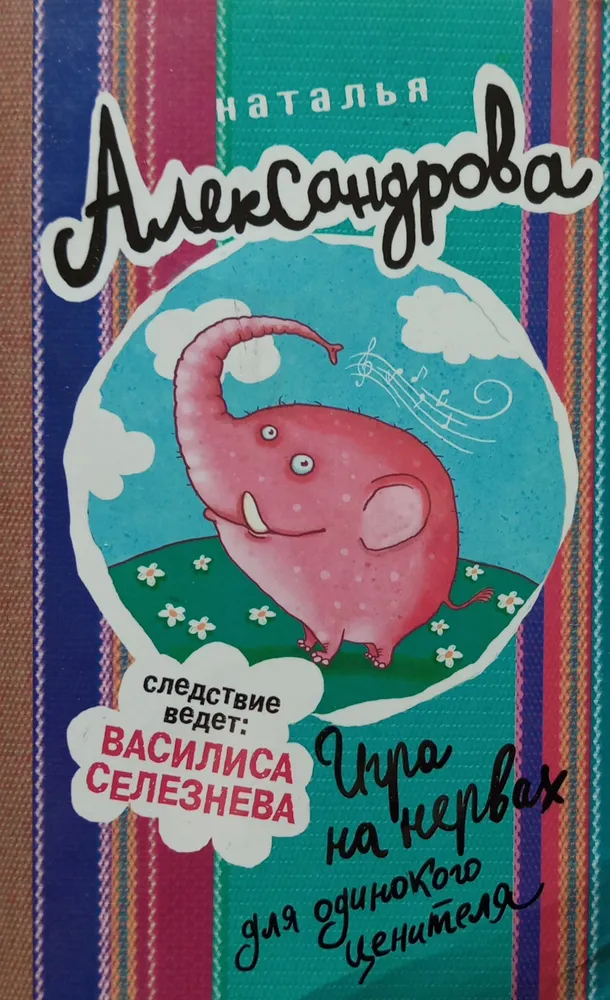 наталья
Александрова
следствие
ведет:
ВАСИЛИСА
СЕЛЕЗНЕВА
Игра
на нервах
для одинокого
ценителя